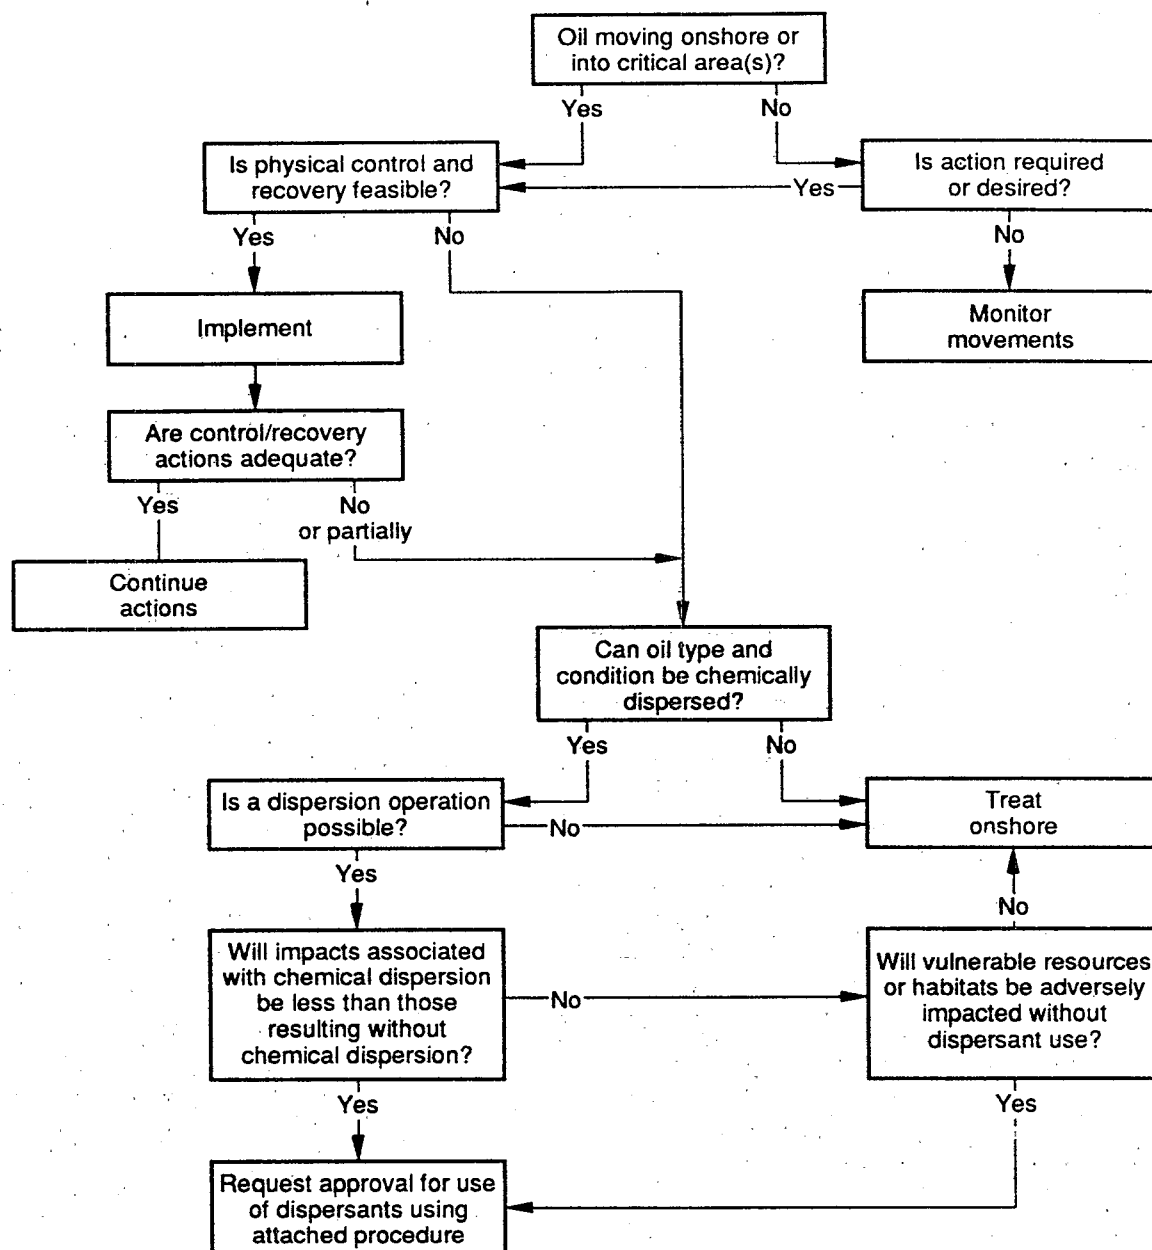 Oil moving onshore or
into critical area(s)?
Yes
No
Is physical control and
recovery feasible?
Is action required
or desired?
Yes
Yes
No
No
Implement
Monitor
movements
Are control/recovery
actions adequate?
Yes
No
or partially
Continue
actions
Can oil type and
condition be chemically
dispersed?
Yes
No
Is a dispersion operation
possible?
No
Treat
onshore
Yes
No
Will impacts associated
with chemical dispersion
be less than those
resulting without
chemical dispersion?
No
Will vulnerable resources
or habitats be adversely
impacted without
dispersant use?
Yes
Yes
Request approval for use
of dispersants using
attached procedure